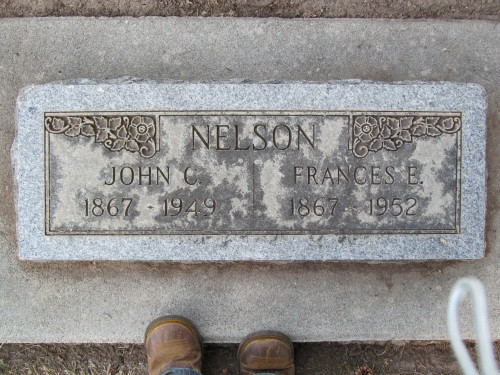 NELSON
JOHN C. FRANCES E.
1867 - 1949 1867 - 1952